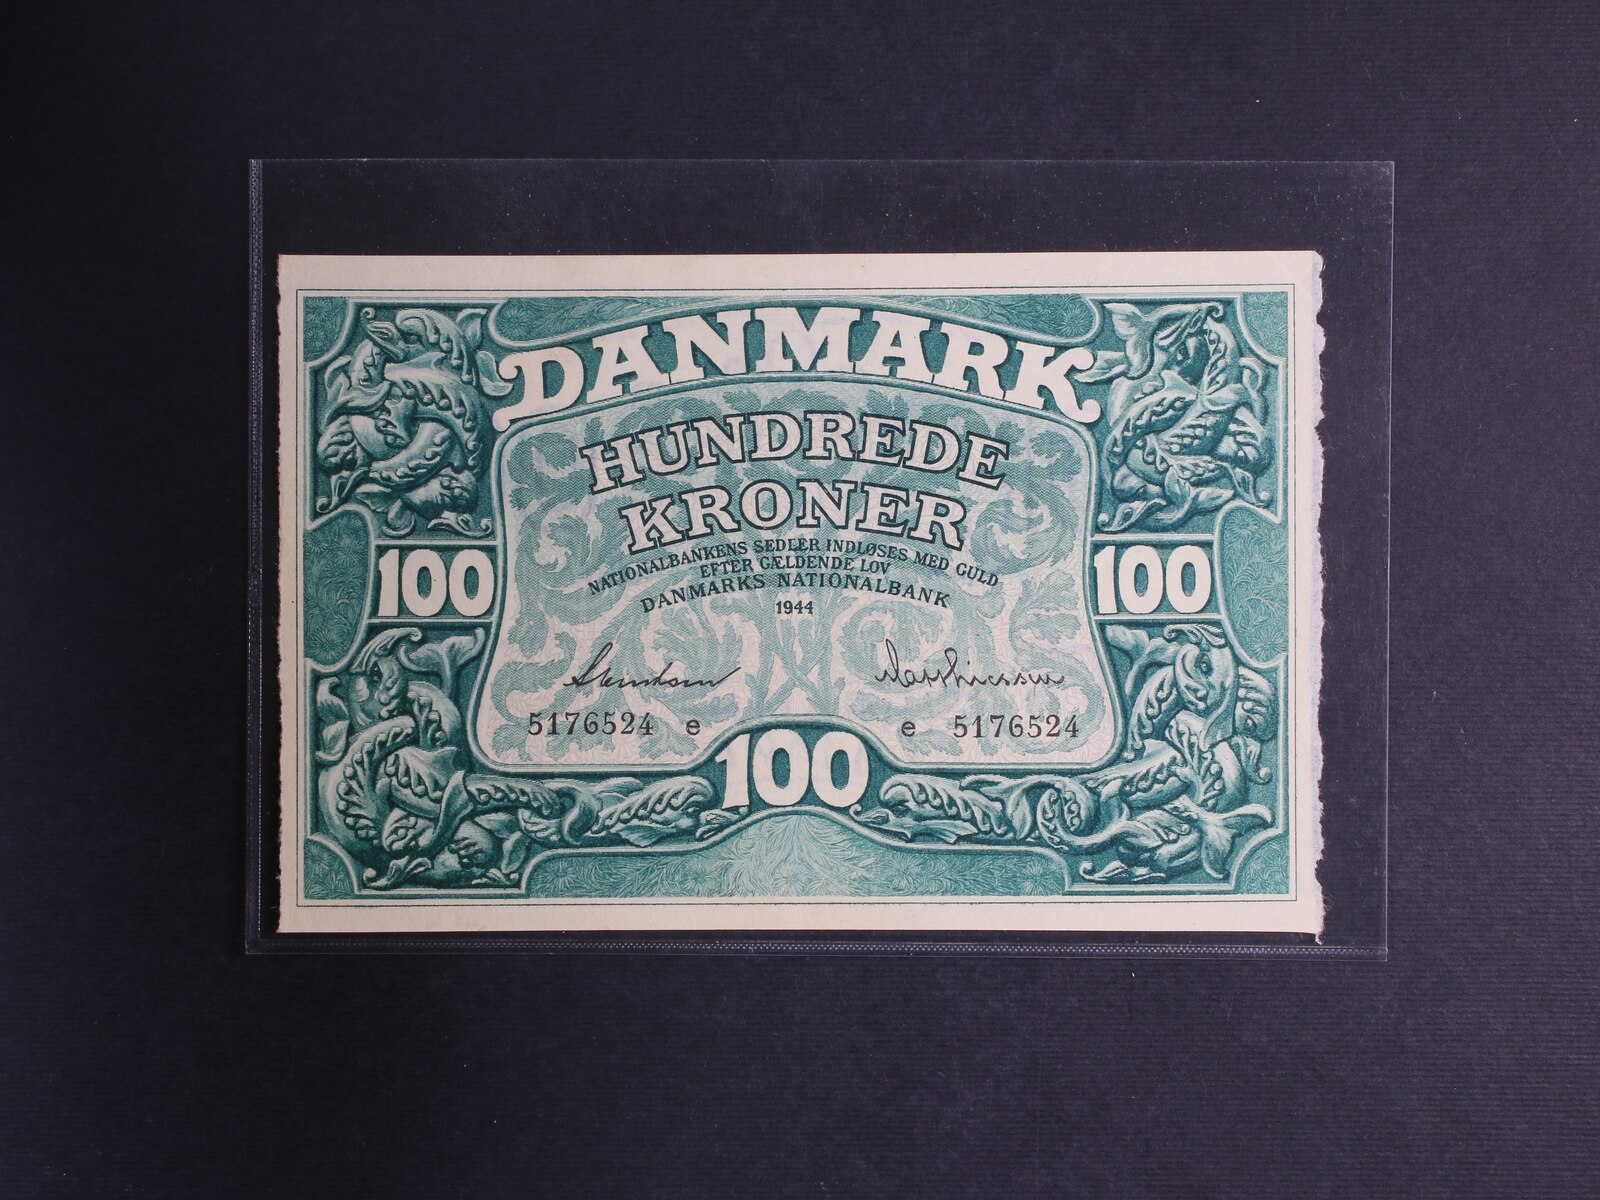 DANMARK
HUNDREDE
KRONER
NATIONALBANKENS SEDLER INDLØSES MED GULD
EFTER GÆLDENDE LOV
DANMARKS NATIONALBANK
1944
100 100
5176524 e e 5176524
100